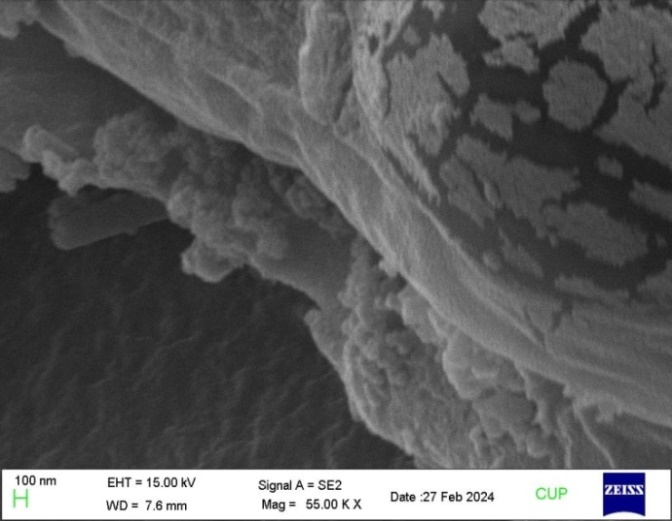 100 nm
EHT = 15.00 kV
Signal A = SE2
WD = 7.6 mm
Mag = 55.00 K X
Date :27 Feb 2024
CUP
ZEISS